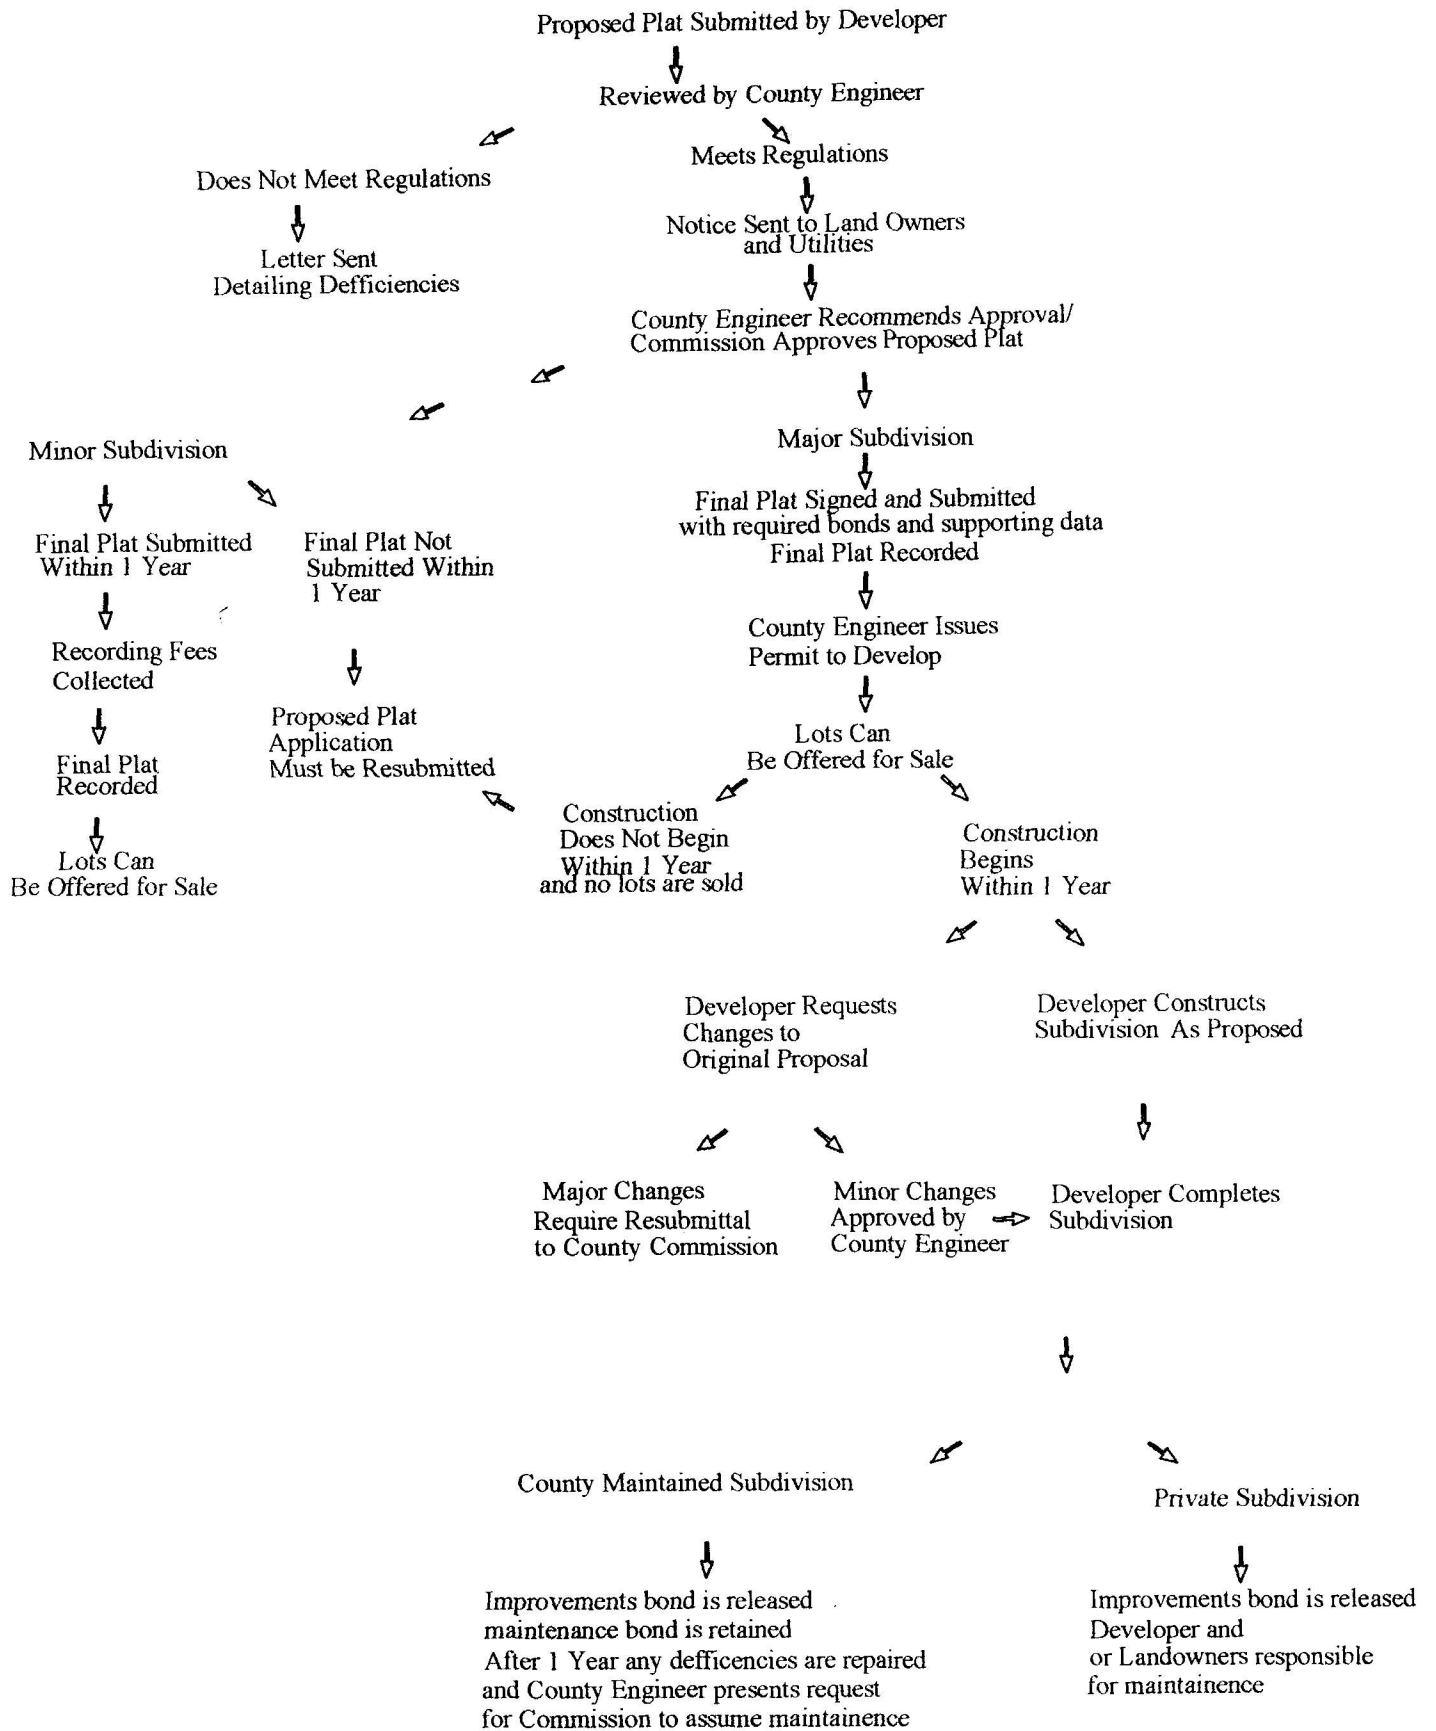 Proposed Plat Submitted by Developer
Reviewed by County Engineer
Does Not Meet Regulations
Letter Sent
Detailing Defficiencies
Meets Regulations
Notice Sent to Land Owners
and Utilities
County Engineer Recommends Approval/
Commission Approves Proposed Plat
Minor Subdivision
Final Plat Submitted
Within 1 Year
Recording Fees
Collected
Final Plat
Recorded
Lots Can
Be Offered for Sale
Final Plat Not
Submitted Within
1 Year
Proposed Plat
Application
Must be Resubmitted
Major Subdivision
Final Plat Signed and Submitted
with required bonds and supporting data
Final Plat Recorded
County Engineer Issues
Permit to Develop
Lots Can
Be Offered for Sale
Construction
Does Not Begin
Within 1 Year
and no lots are sold
Construction
Begins
Within 1 Year
Developer Requests
Changes to
Original Proposal
Developer Constructs
Subdivision As Proposed
Major Changes
Require Resubmittal
to County Commission
Minor Changes
Approved by
County Engineer
Developer Completes
Subdivision
County Maintained Subdivision
Improvements bond is released
maintenance bond is retained
After 1 Year any defficencies are repaired
and County Engineer presents request
for Commission to assume maintainence
Private Subdivision
Improvements bond is released
Developer and
or Landowners responsible
for maintainence